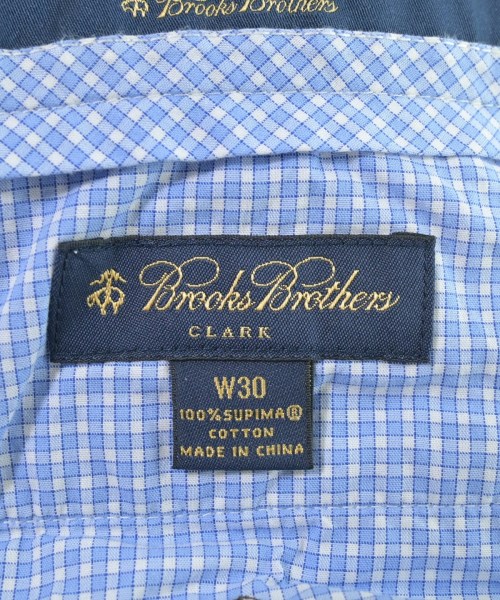 Brooks Brothers
Brooks Brothers
CLARK
W30
100% SUPIMA®
COTTON
MADE IN CHINA